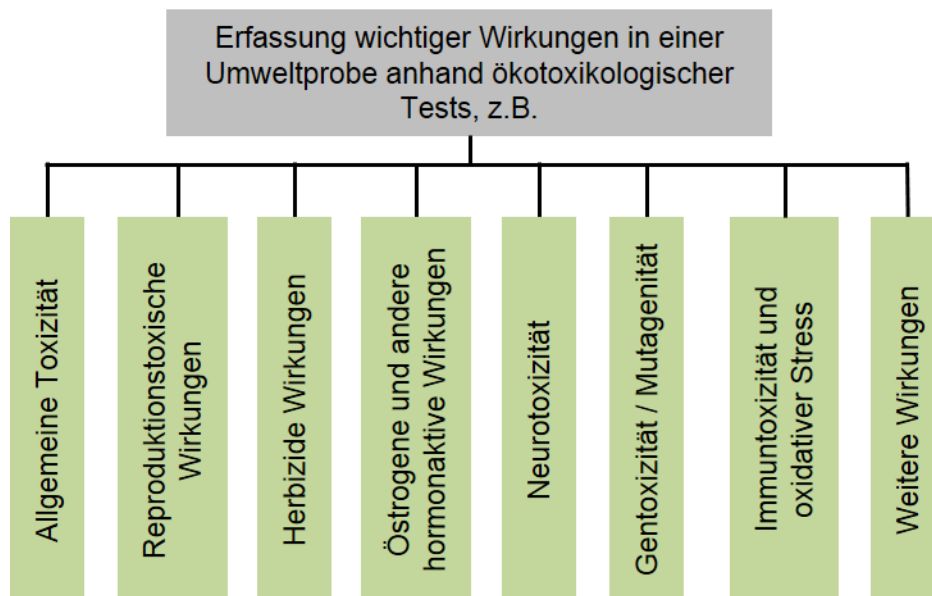 Erfassung wichtiger Wirkungen in einer
Umweltprobe anhand ökotoxikologischer
Tests, z.B.
Allgemeine Toxizität
Reproduktionstoxische
Wirkungen
Herbizide Wirkungen
Östrogene und andere
hormonaktive Wirkungen
Neurotoxizität
Gentoxizität / Mutagenität
Immuntoxizität und
oxidativer Stress
Weitere Wirkungen